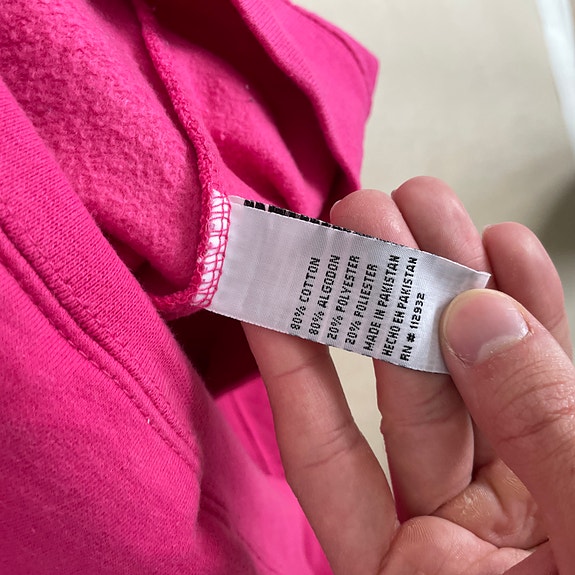 80% COTTON
80% ALGODON
20% POLYESTER
20% POLIESTER
MADE IN PAKISTAN
HECHO EN PAKISTAN
RN # 112932